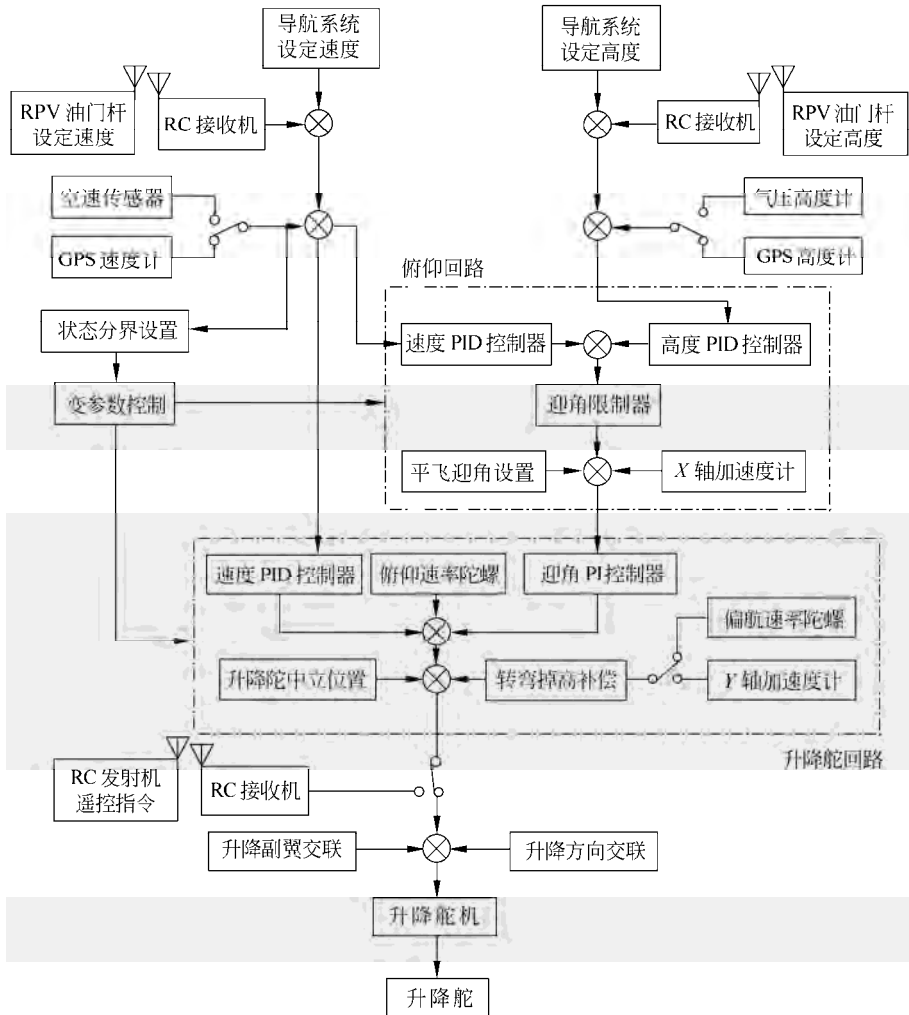 导航系统
设定速度
导航系统
设定高度
RPV 油门杆
设定速度
RC 接收机
RC 接收机
RPV 油门杆
设定高度
空速传感器
气压高度计
GPS 速度计
GPS 高度计
俯仰回路
状态分界设置
速度 PID 控制器
高度 PID 控制器
变参数控制
迎角限制器
平飞迎角设置
X 轴加速度计
速度 PID 控制器
俯仰速率陀螺
迎角 PI 控制器
偏航速率陀螺
升降陀中立位置
转弯掉高补偿
Y 轴加速度计
升降舵回路
RC 发射机
遥控指令
RC 接收机
升降副翼交联
升降方向交联
升降舵机
升降舵